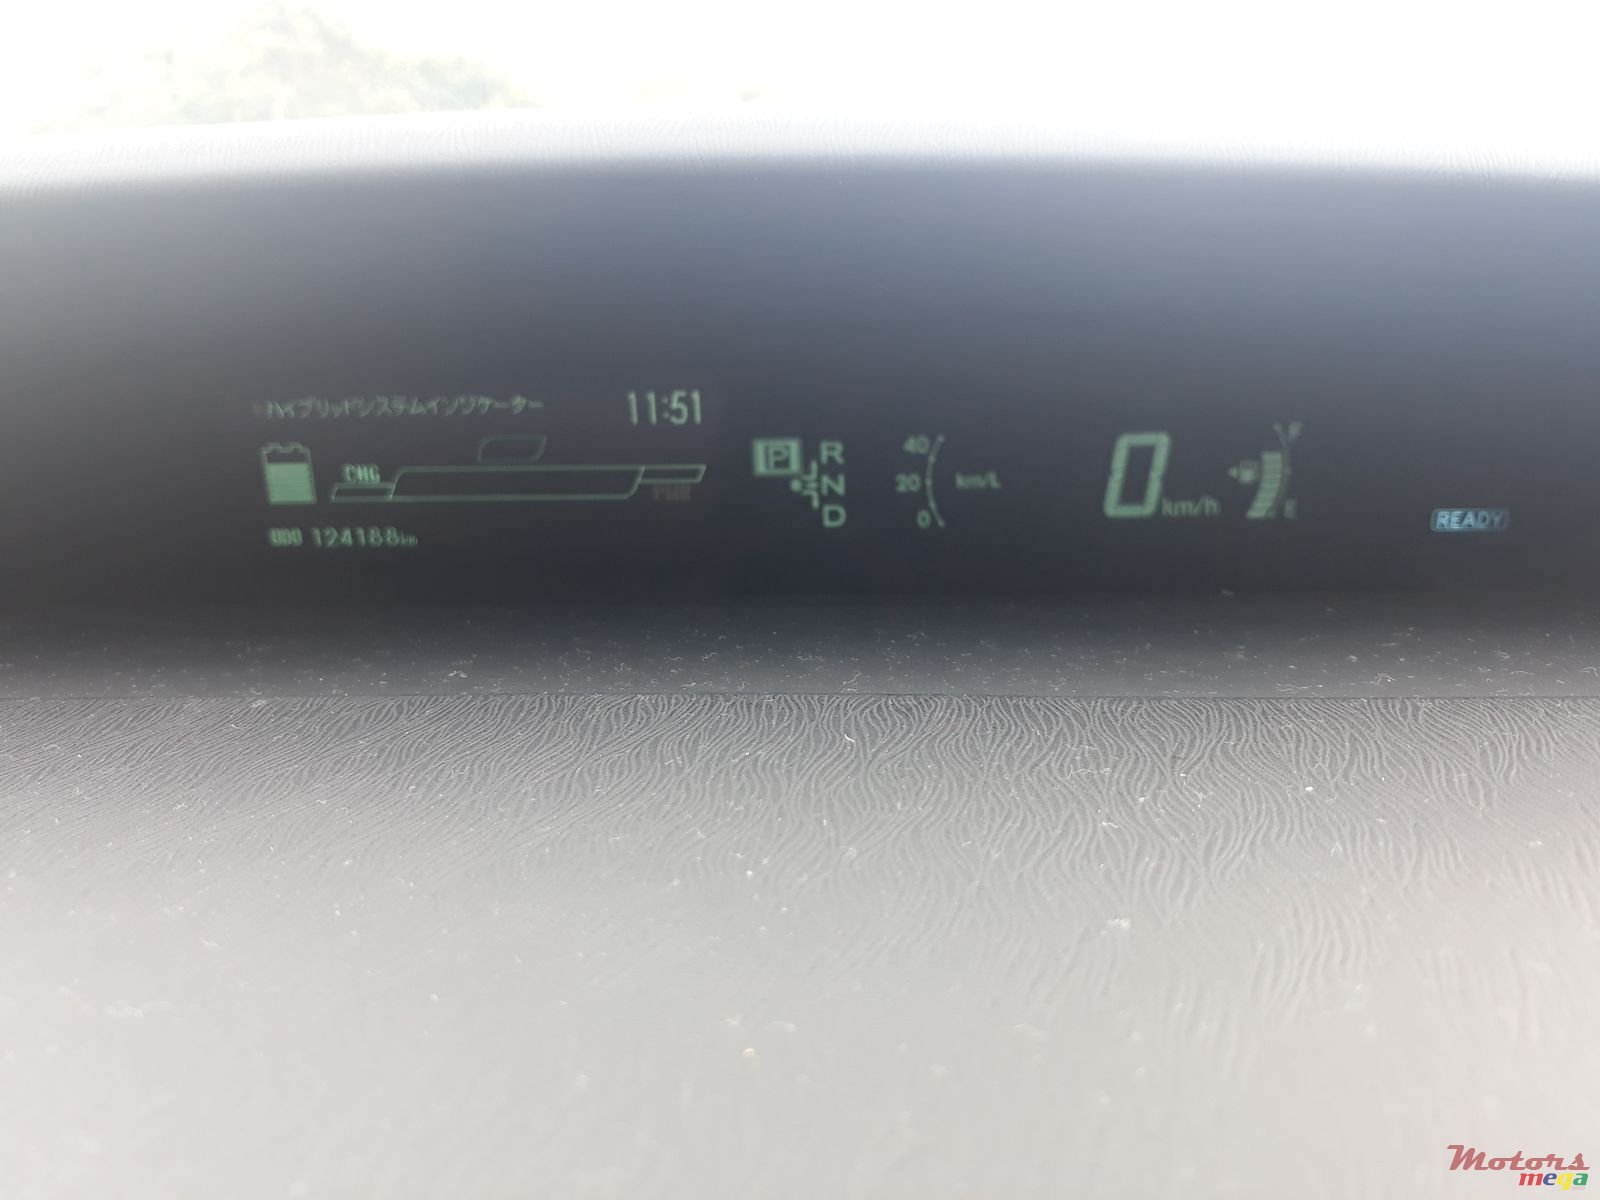 ハイブリッドシステムインジケーター 11:51
CHG
PWR
ODO 124188km
P R
N
D
40
20 km/L
0
0 km/h
F
E
READY
Motors
mega